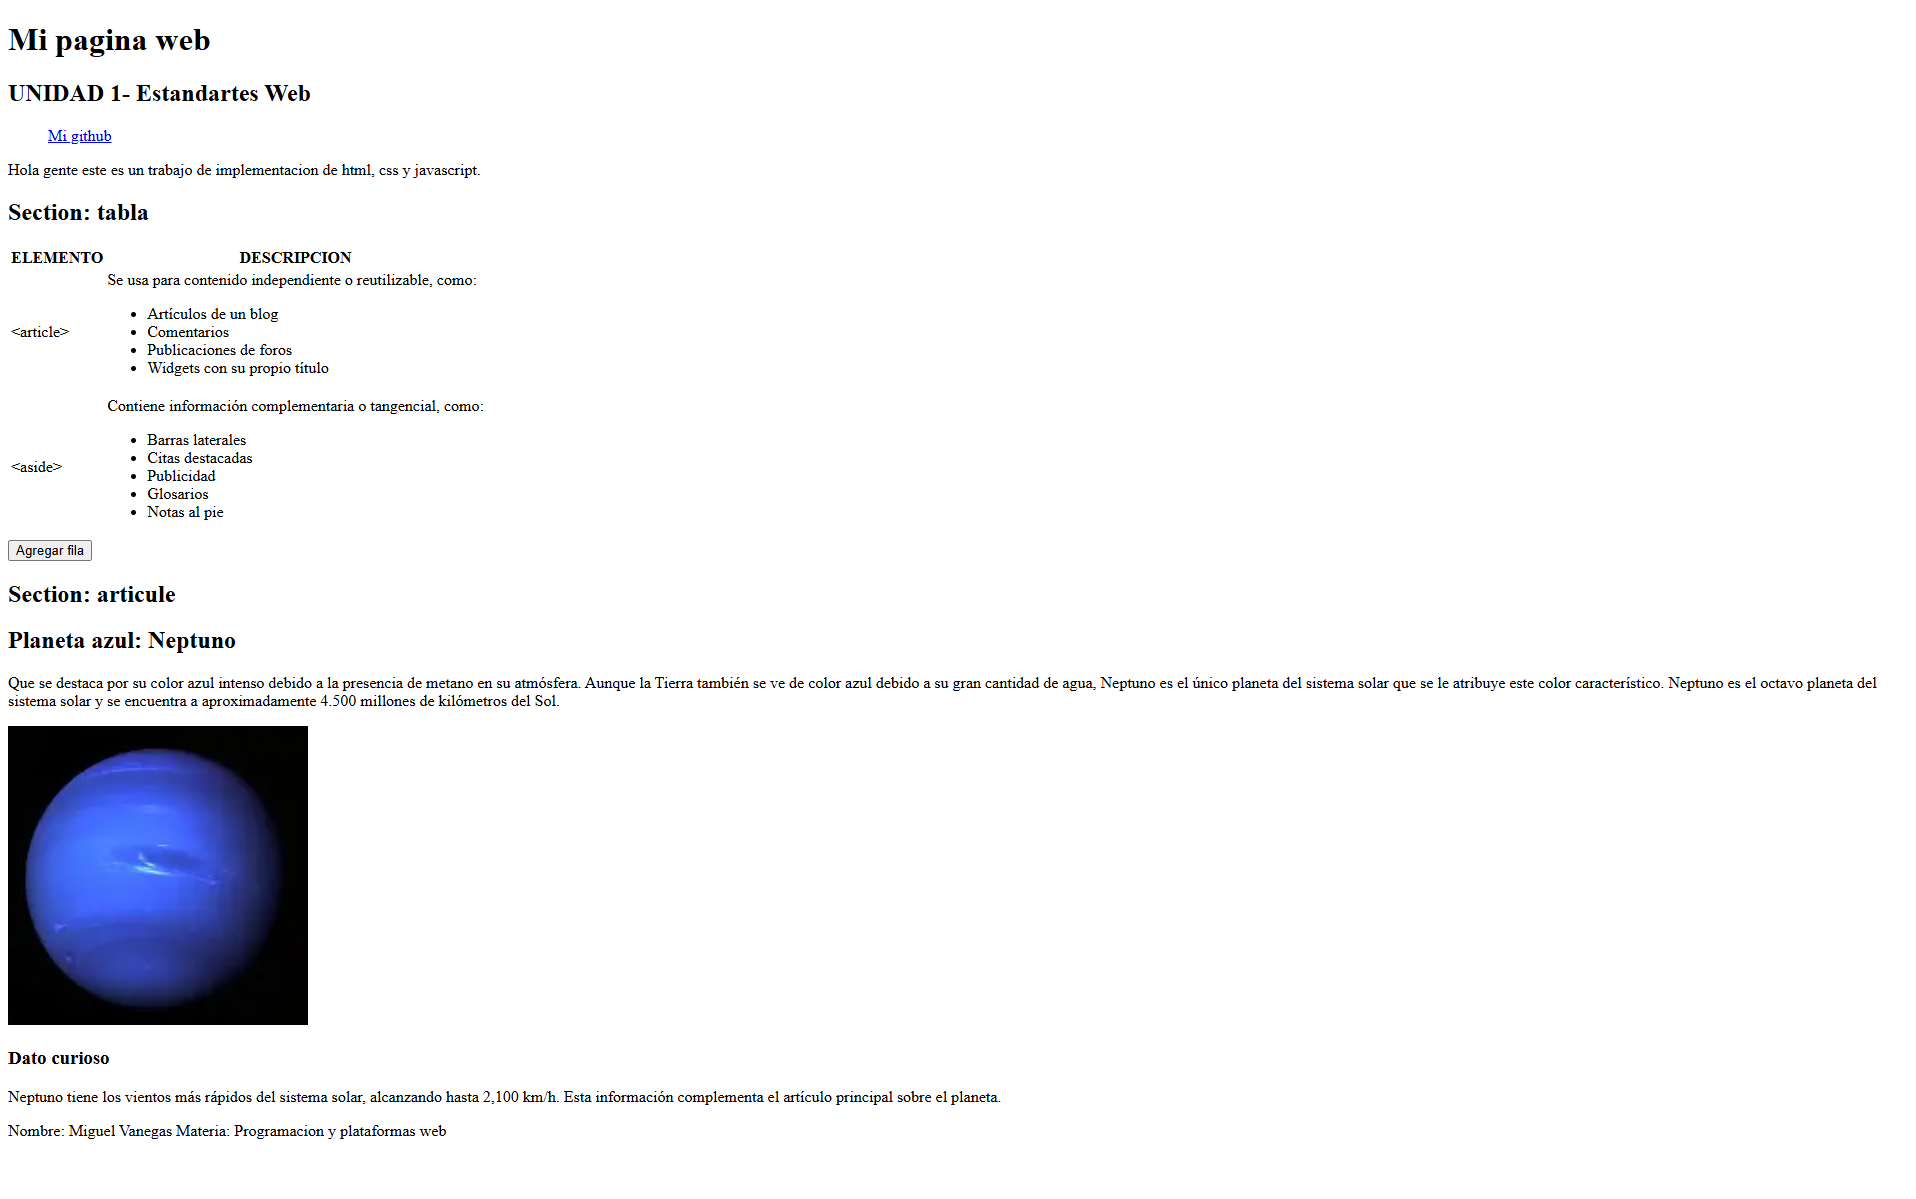 Mi pagina web
UNIDAD 1- Estandartes Web
Mi github
Hola gente este es un trabajo de implementacion de html, css y javascript.
Section: tabla
ELEMENTO DESCRIPCION
Se usa para contenido independiente o reutilizable, como:
• Artículos de un blog
<article>
• Comentarios
• Publicaciones de foros
• Widgets con su propio título
Contiene información complementaria o tangencial, como:
• Barras laterales
• Citas destacadas
<aside>
• Publicidad
• Glosarios
• Notas al pie
Agregar fila
Section: articule
Planeta azul: Neptuno
Que se destaca por su color azul intenso debido a la presencia de metano en su atmósfera. Aunque la Tierra también se ve de color azul debido a su gran cantidad de agua, Neptuno es el único planeta del sistema solar que se le atribuye este color característico. Neptuno es el octavo planeta del
sistema solar y se encuentra a aproximadamente 4.500 millones de kilómetros del Sol.
Dato curioso
Neptuno tiene los vientos más rápidos del sistema solar, alcanzando hasta 2,100 km/h. Esta información complementa el artículo principal sobre el planeta.
Nombre: Miguel Vanegas Materia: Programacion y plataformas web